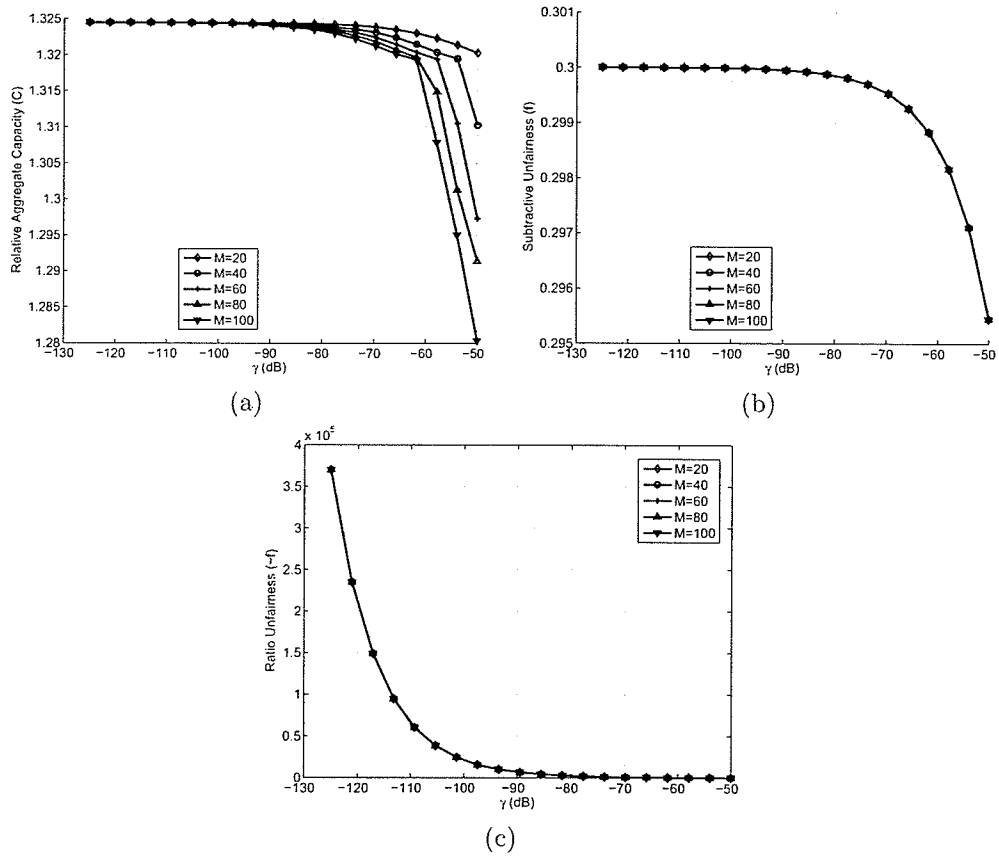 1.325
1.32
1.315
1.31
1.305
1.3
1.295
1.29
1.285
1.28
Relative Aggregate Capacity (C)
M=20
M=40
M=60
M=80
M=100
−130 −120 −110 −100 −90 −80 −70 −60 −50
γ (dB)
(a)
0.301
0.3
0.299
0.298
0.297
0.296
0.295
Subtractive Unfairness (f)
M=20
M=40
M=60
M=80
M=100
−130 −120 −110 −100 −90 −80 −70 −60 −50
γ (dB)
(b)
4
3.5
3
2.5
2
1.5
1
0.5
0
Ratio Unfairness (~f)
M=20
M=40
M=60
M=80
M=100
−130 −120 −110 −100 −90 −80 −70 −60 −50
γ (dB)
(c)